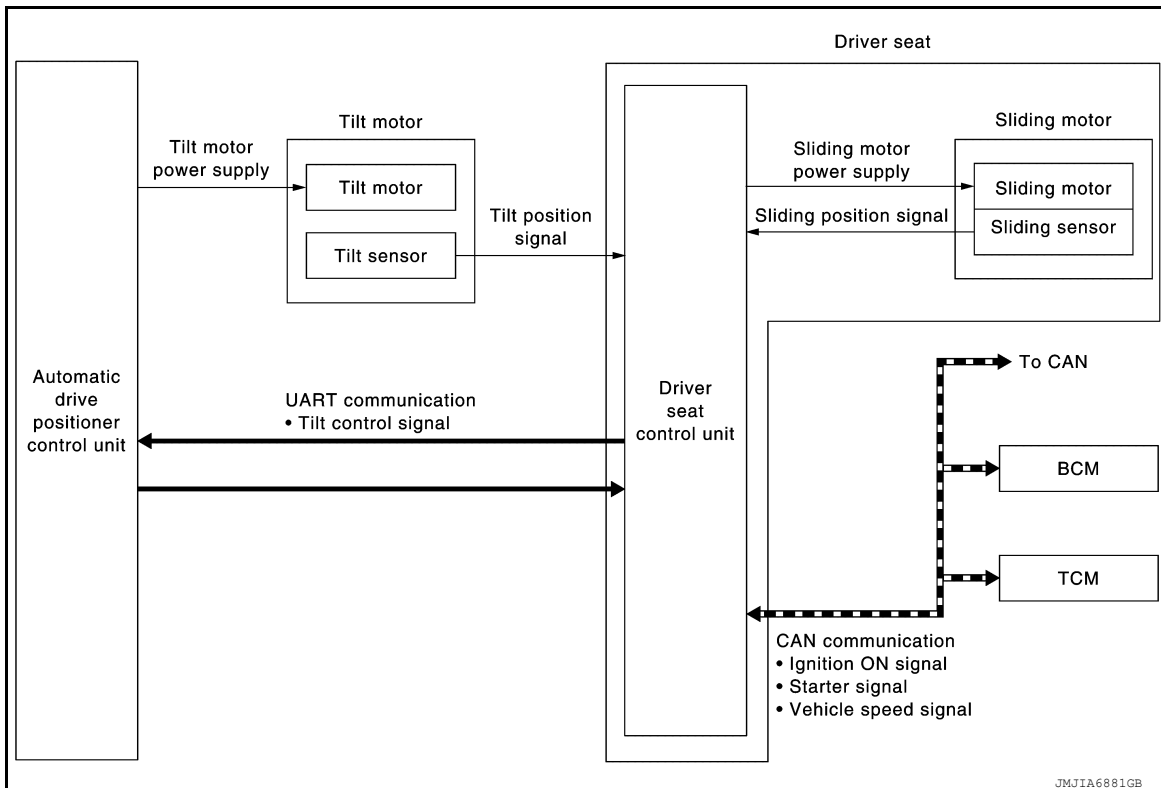 Driver seat
Tilt motor
Sliding motor
Tilt motor
power supply
Sliding motor
power supply
Tilt motor
Sliding motor
Tilt position
signal
Sliding position signal
Sliding sensor
Tilt sensor
To CAN
Automatic
drive
positioner
control unit
UART communication
• Tilt control signal
Driver
seat
control unit
BCM
TCM
CAN communication
• Ignition ON signal
• Starter signal
• Vehicle speed signal
JMJIA6881GB